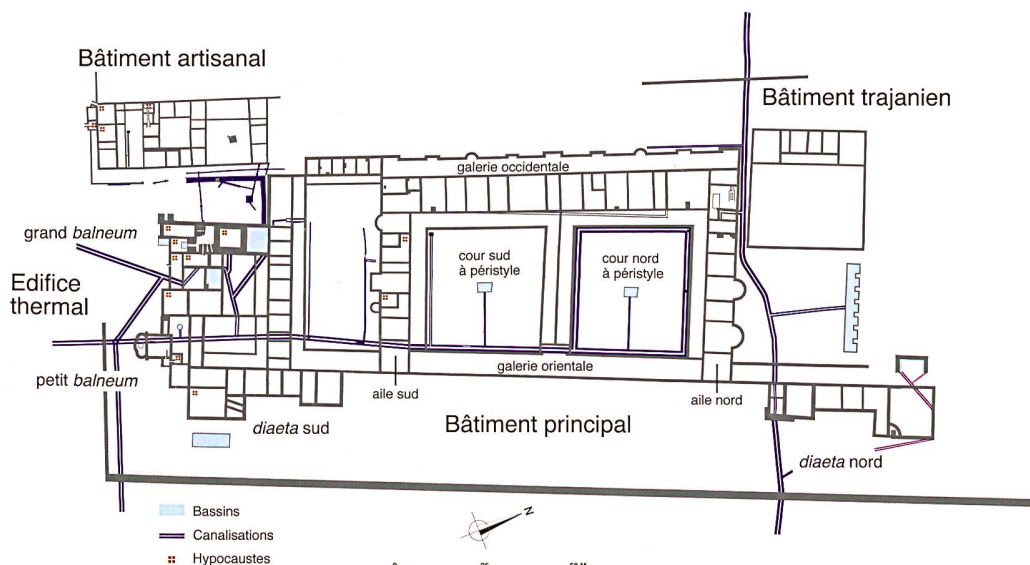 Bâtiment artisanal
Bâtiment trajanien
galerie occidentale
grand balneum
cour sud
à péristyle
cour nord
à péristyle
Edifice
thermal
petit balneum
galerie orientale
aile sud
aile nord
Bâtiment principal
diaeta sud
diaeta nord
Bassins
Canalisations
Hypocaustes
N